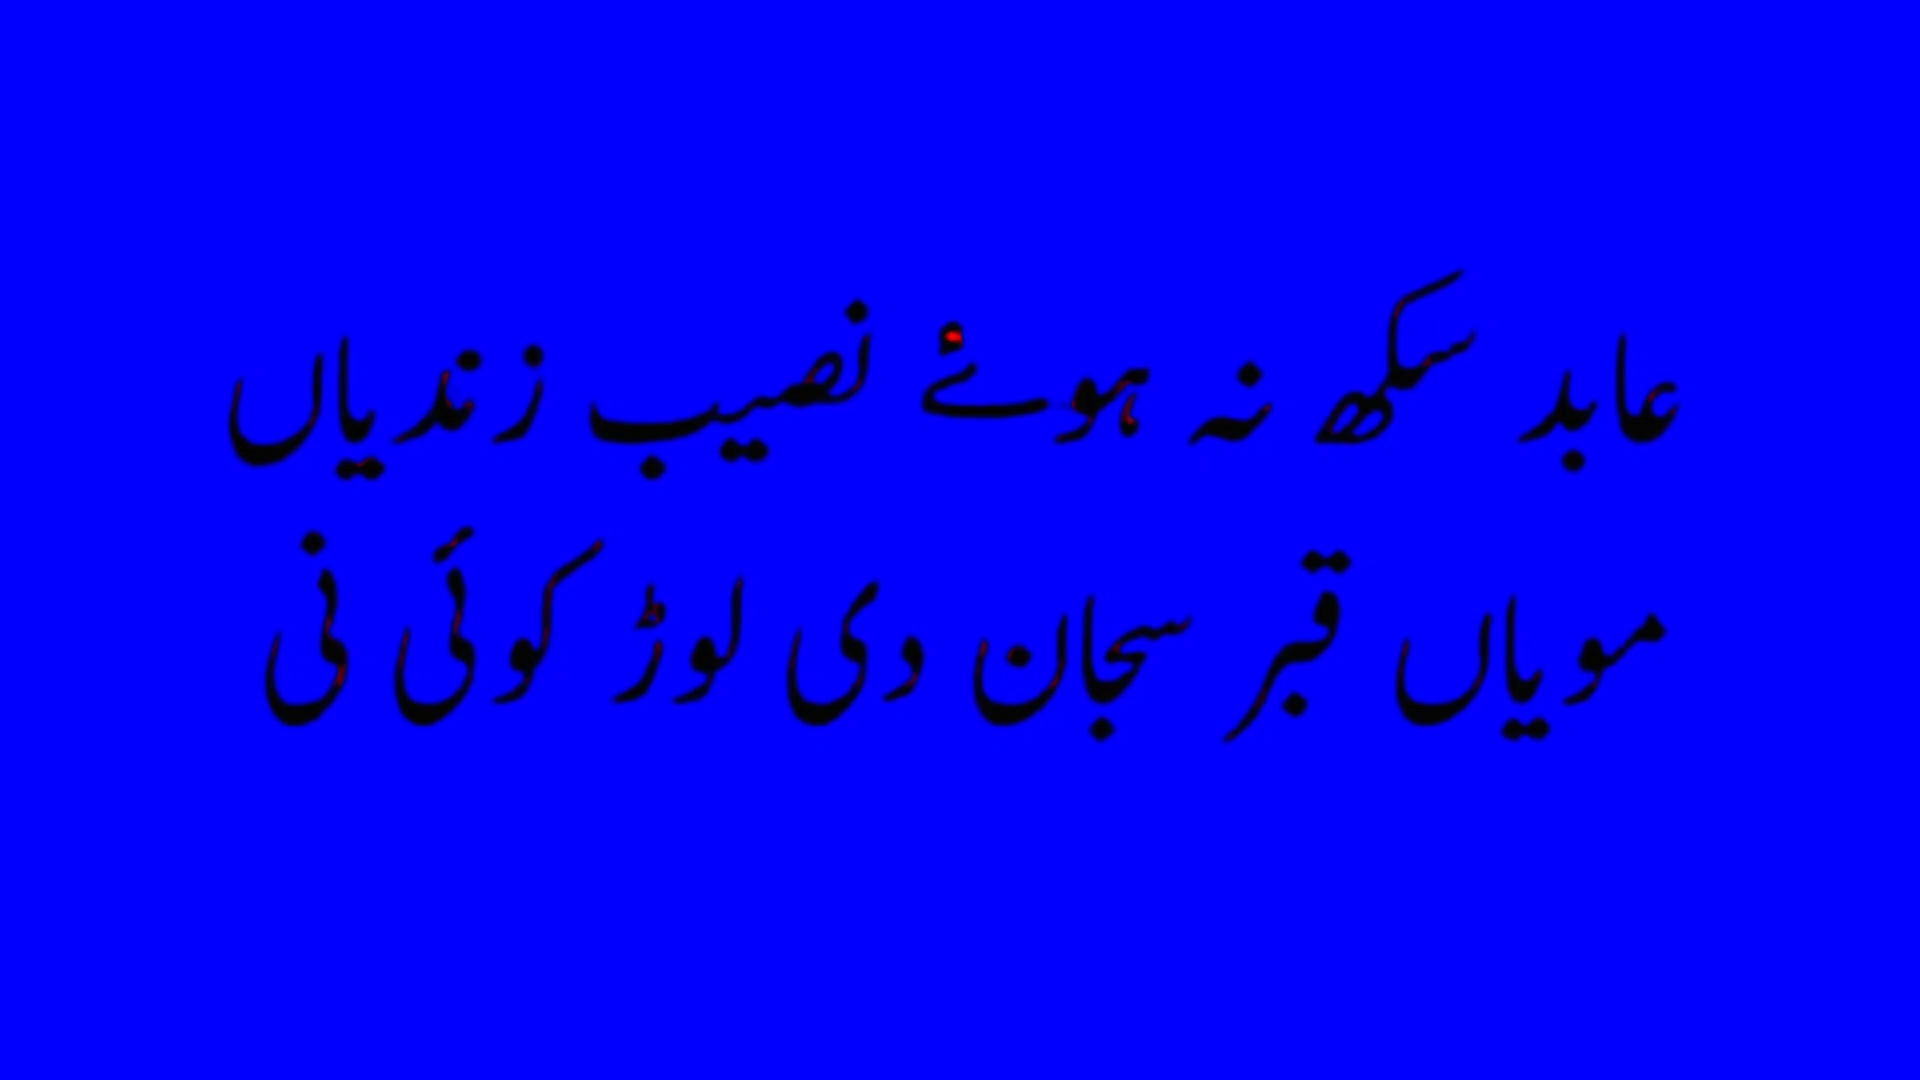 عابد سکھ نہ ہوئے نصیب زندیاں
مویاں قبر سجان دی لوڑ کوئی نی